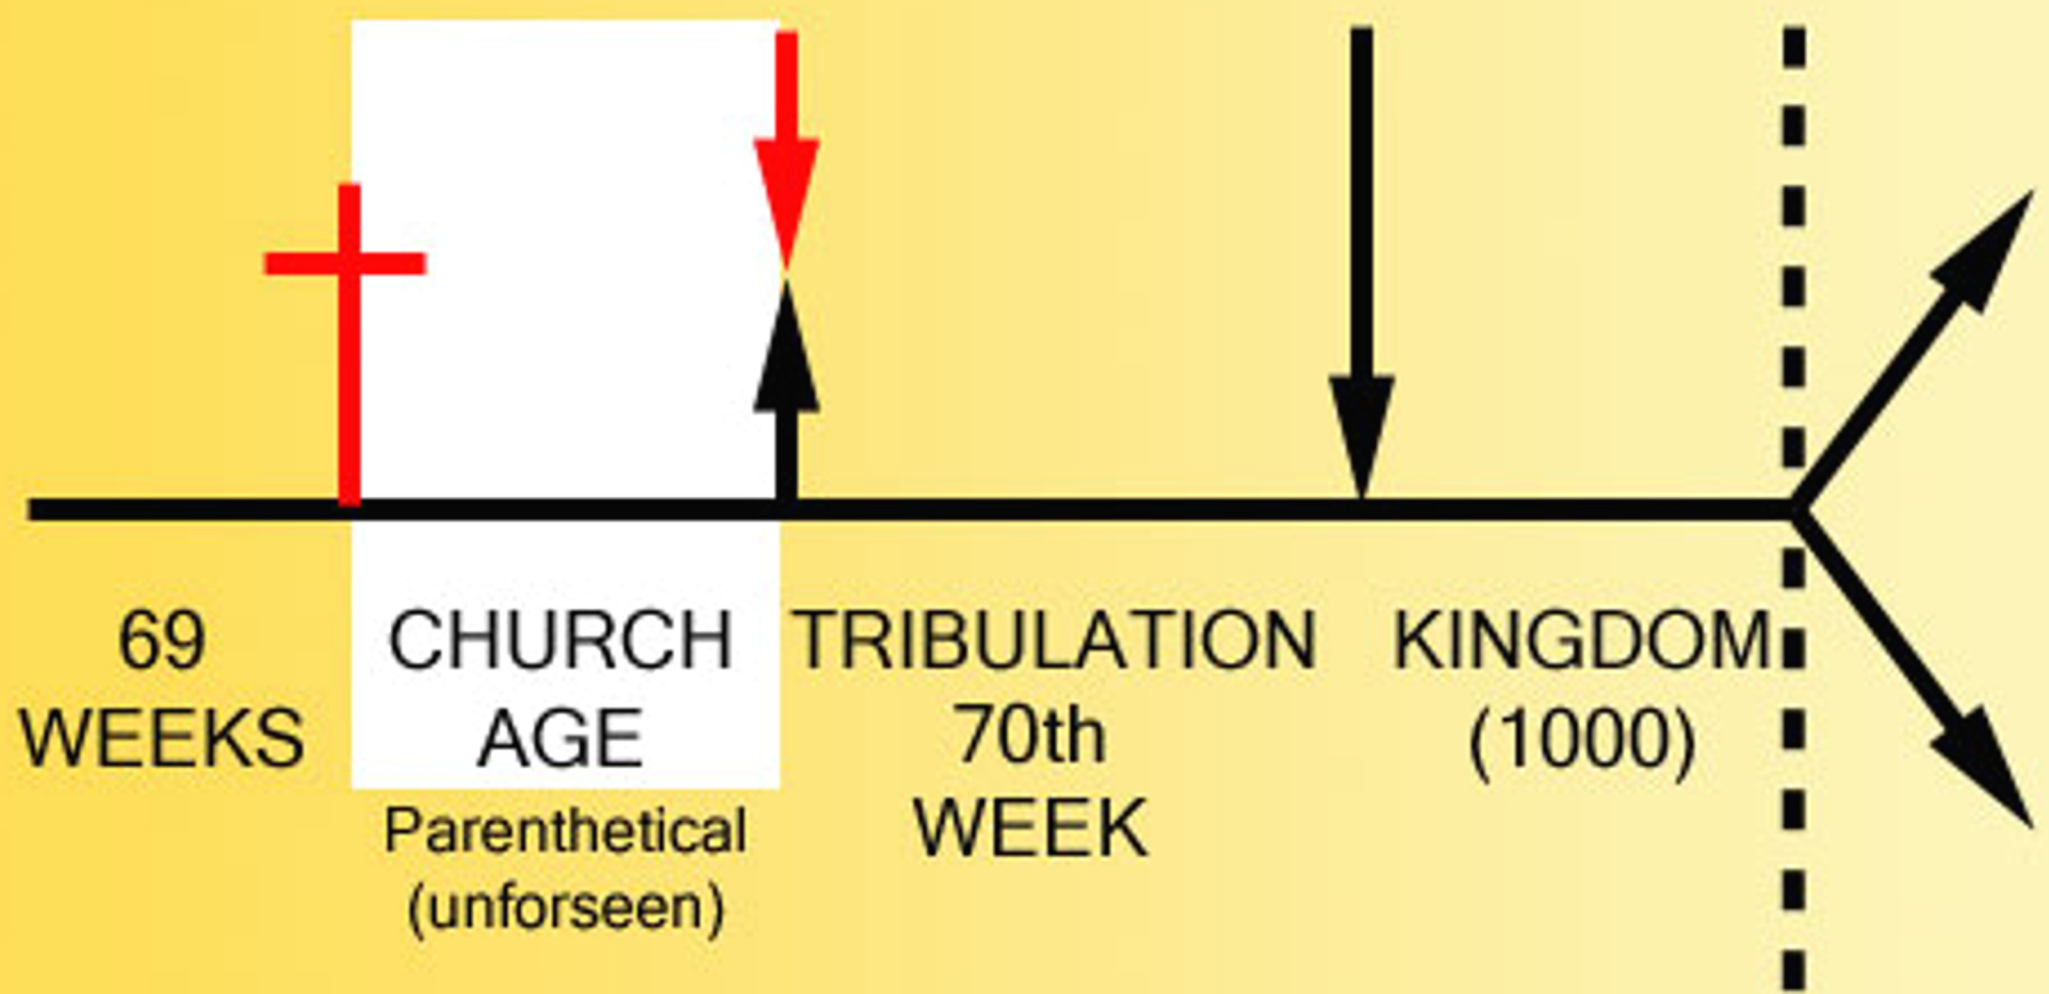 69
WEEKS
CHURCH
AGE
Parenthetical
(unforseen)
TRIBULATION
70th
WEEK
KINGDOM
(1000)